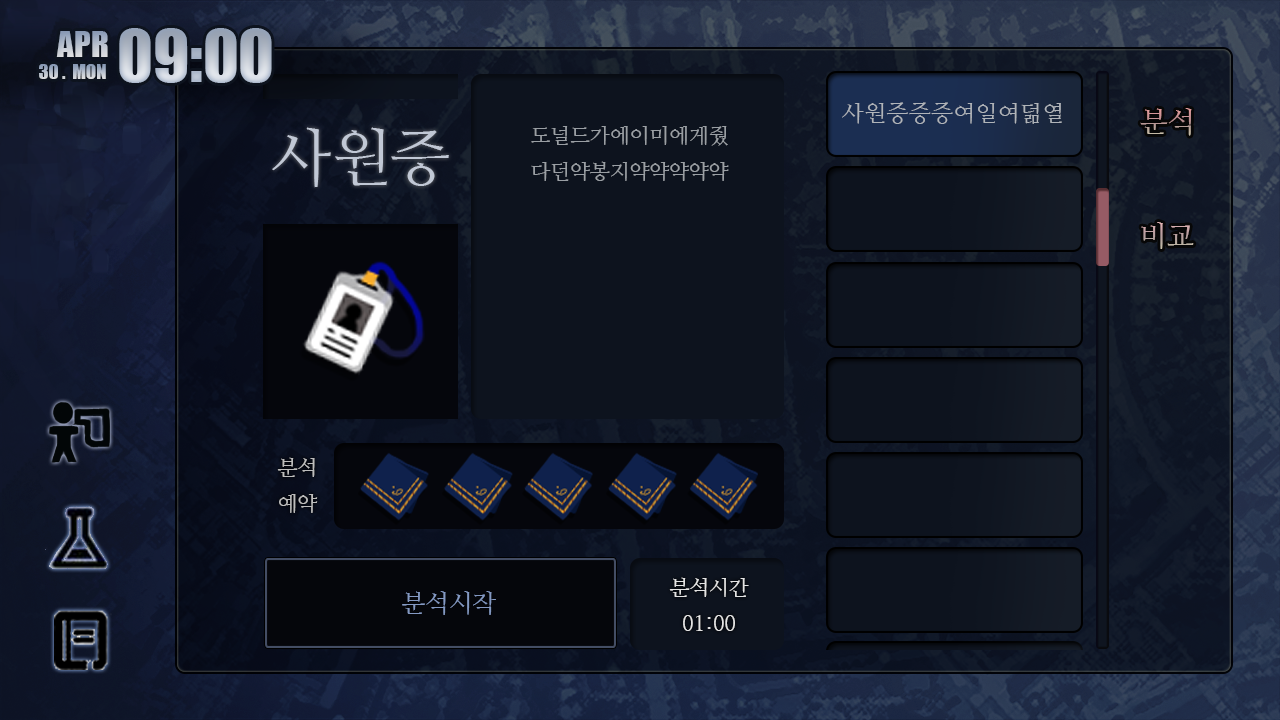 APR
30. MON
09:00
사원증
도널드가에이미에게줬
다던약봉지약약약약약
분석
예약
분석시작
분석시간
01:00
사원증증증여일여덟열
분석
비교